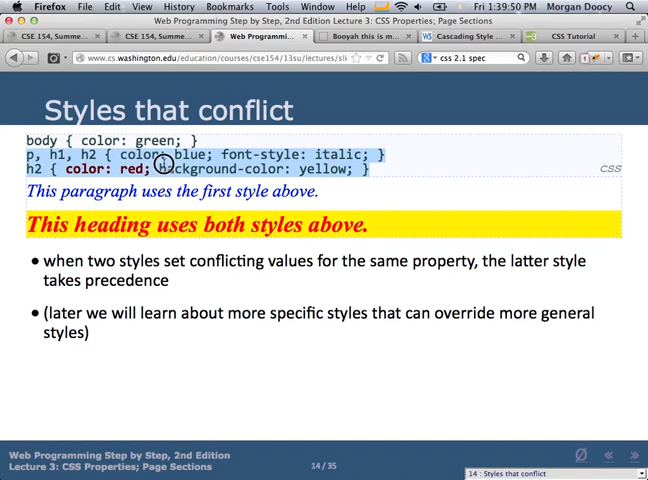 Firefox File Edit View History Bookmarks Tools Window Help Fri 1:39:50 PM Morgan Doocy
Web Programming Step by Step, 2nd Edition Lecture 3: CSS Properties; Page Sections
CSE 154, Summe... CSE 154, Summe... Web Programmi... Booyah this is m... Cascading Style ... CSS Tutorial
www.cs.washington.edu/education/courses/cse154/13su/lectures/sli css 2.1 spec
Styles that conflict
body { color: green; }
p, h1, h2 { color: blue; font-style: italic; }
h2 { color: red; background-color: yellow; }
CSS
This paragraph uses the first style above.
This heading uses both styles above.
• when two styles set conflicting values for the same property, the latter style
takes precedence
• (later we will learn about more specific styles that can override more general
styles)
Web Programming Step by Step, 2nd Edition
Lecture 3: CSS Properties; Page Sections
14 / 35
Ø « »
14 : Styles that conflict